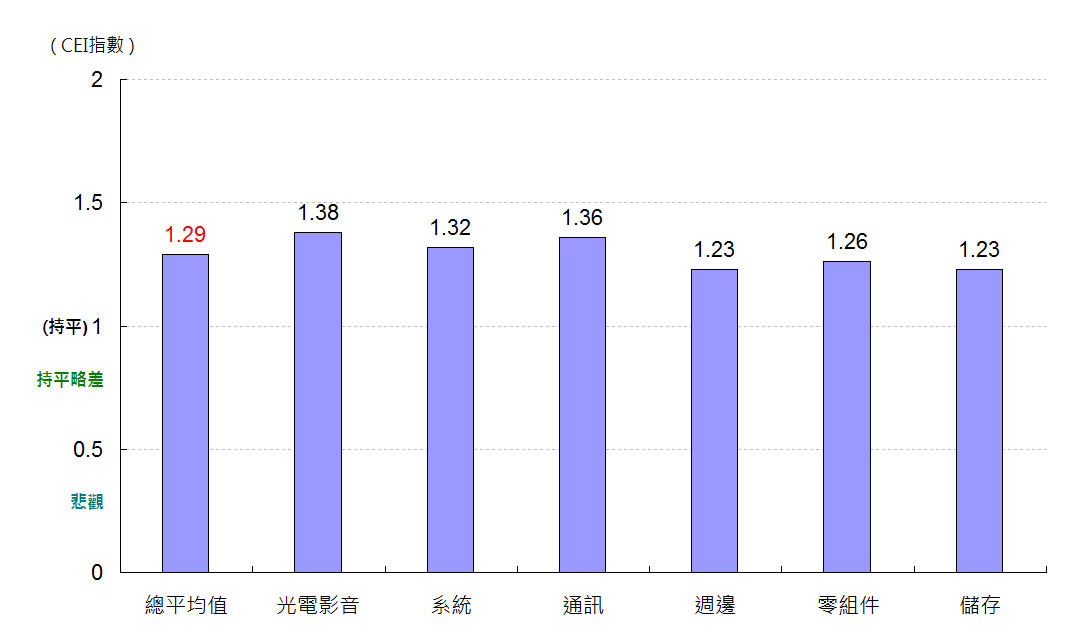 ( CEI指數 )
2
1.5
(持平) 1
持平略差
0.5
悲觀
0
1.29
1.38
1.32
1.36
1.23
1.26
1.23
總平均值
光電影音
系統
通訊
週邊
零組件
儲存